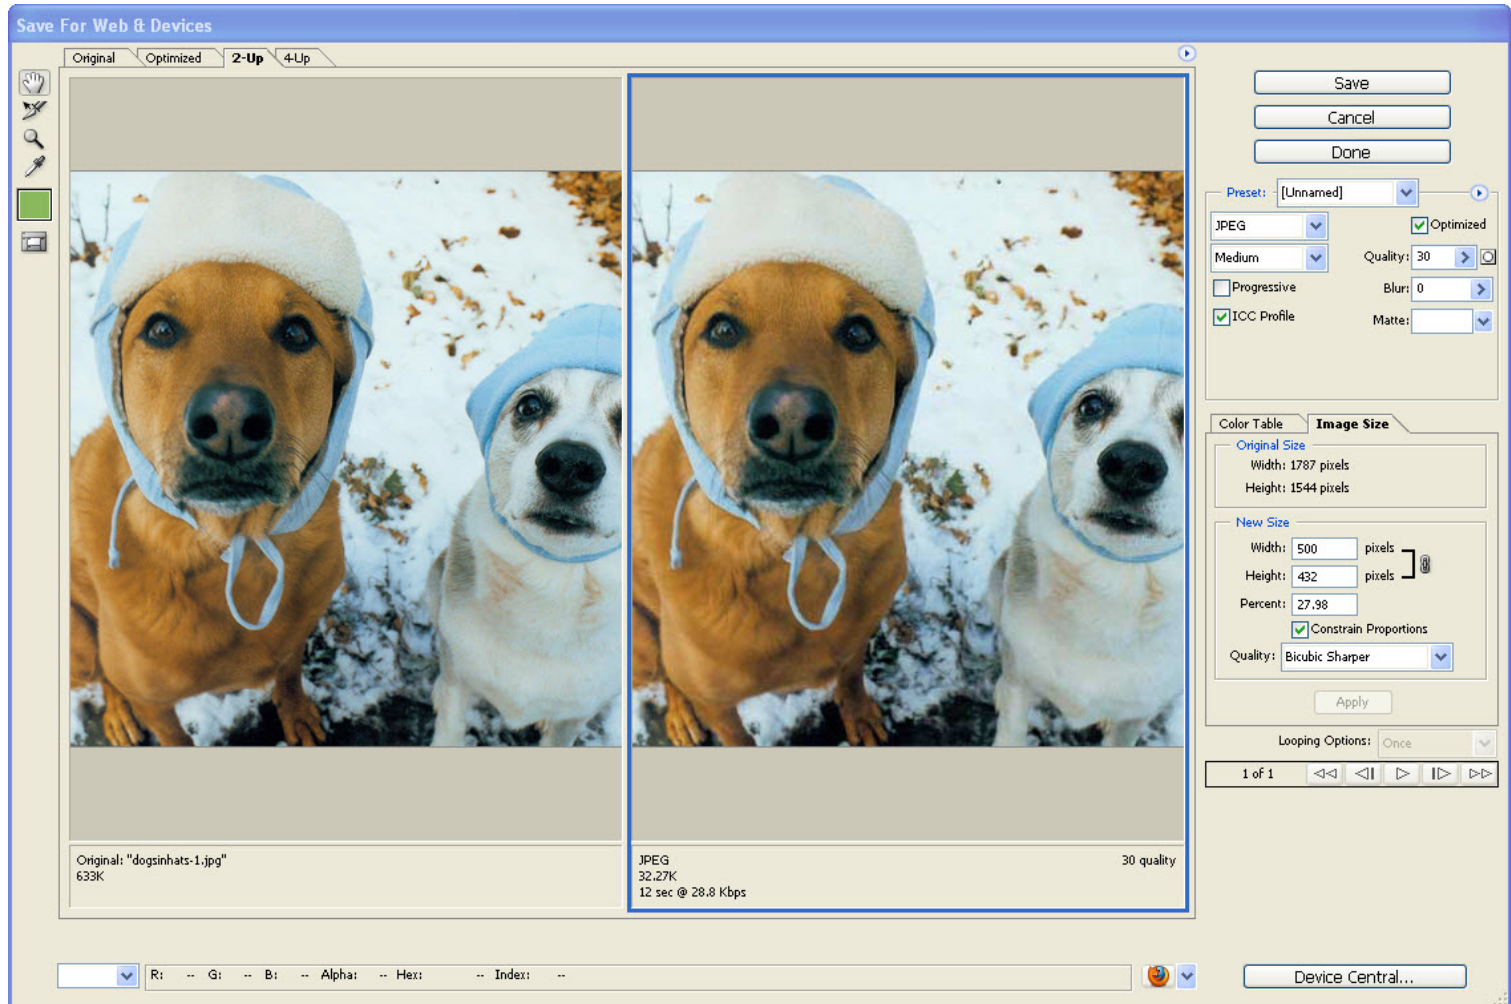 Save For Web & Devices
Original
Optimized
2-Up
4-Up
Save
Cancel
Done
Preset: [Unnamed]
JPEG
Optimized
Medium
Quality: 30
Progressive
Blur: 0
ICC Profile
Matte:
Color Table
Image Size
Original Size
Width: 1787 pixels
Height: 1544 pixels
New Size
Width: 500 pixels
Height: 432 pixels
Percent: 27.98
Constrain Proportions
Quality: Bicubic Sharper
Apply
Looping Options: Once
1 of 1
Original: "dogsinhats-1.jpg"
633K
JPEG
30 quality
32.27K
12 sec @ 28.8 Kbps
R: -- G: -- B: -- Alpha: -- Hex: -- Index: --
Device Central...